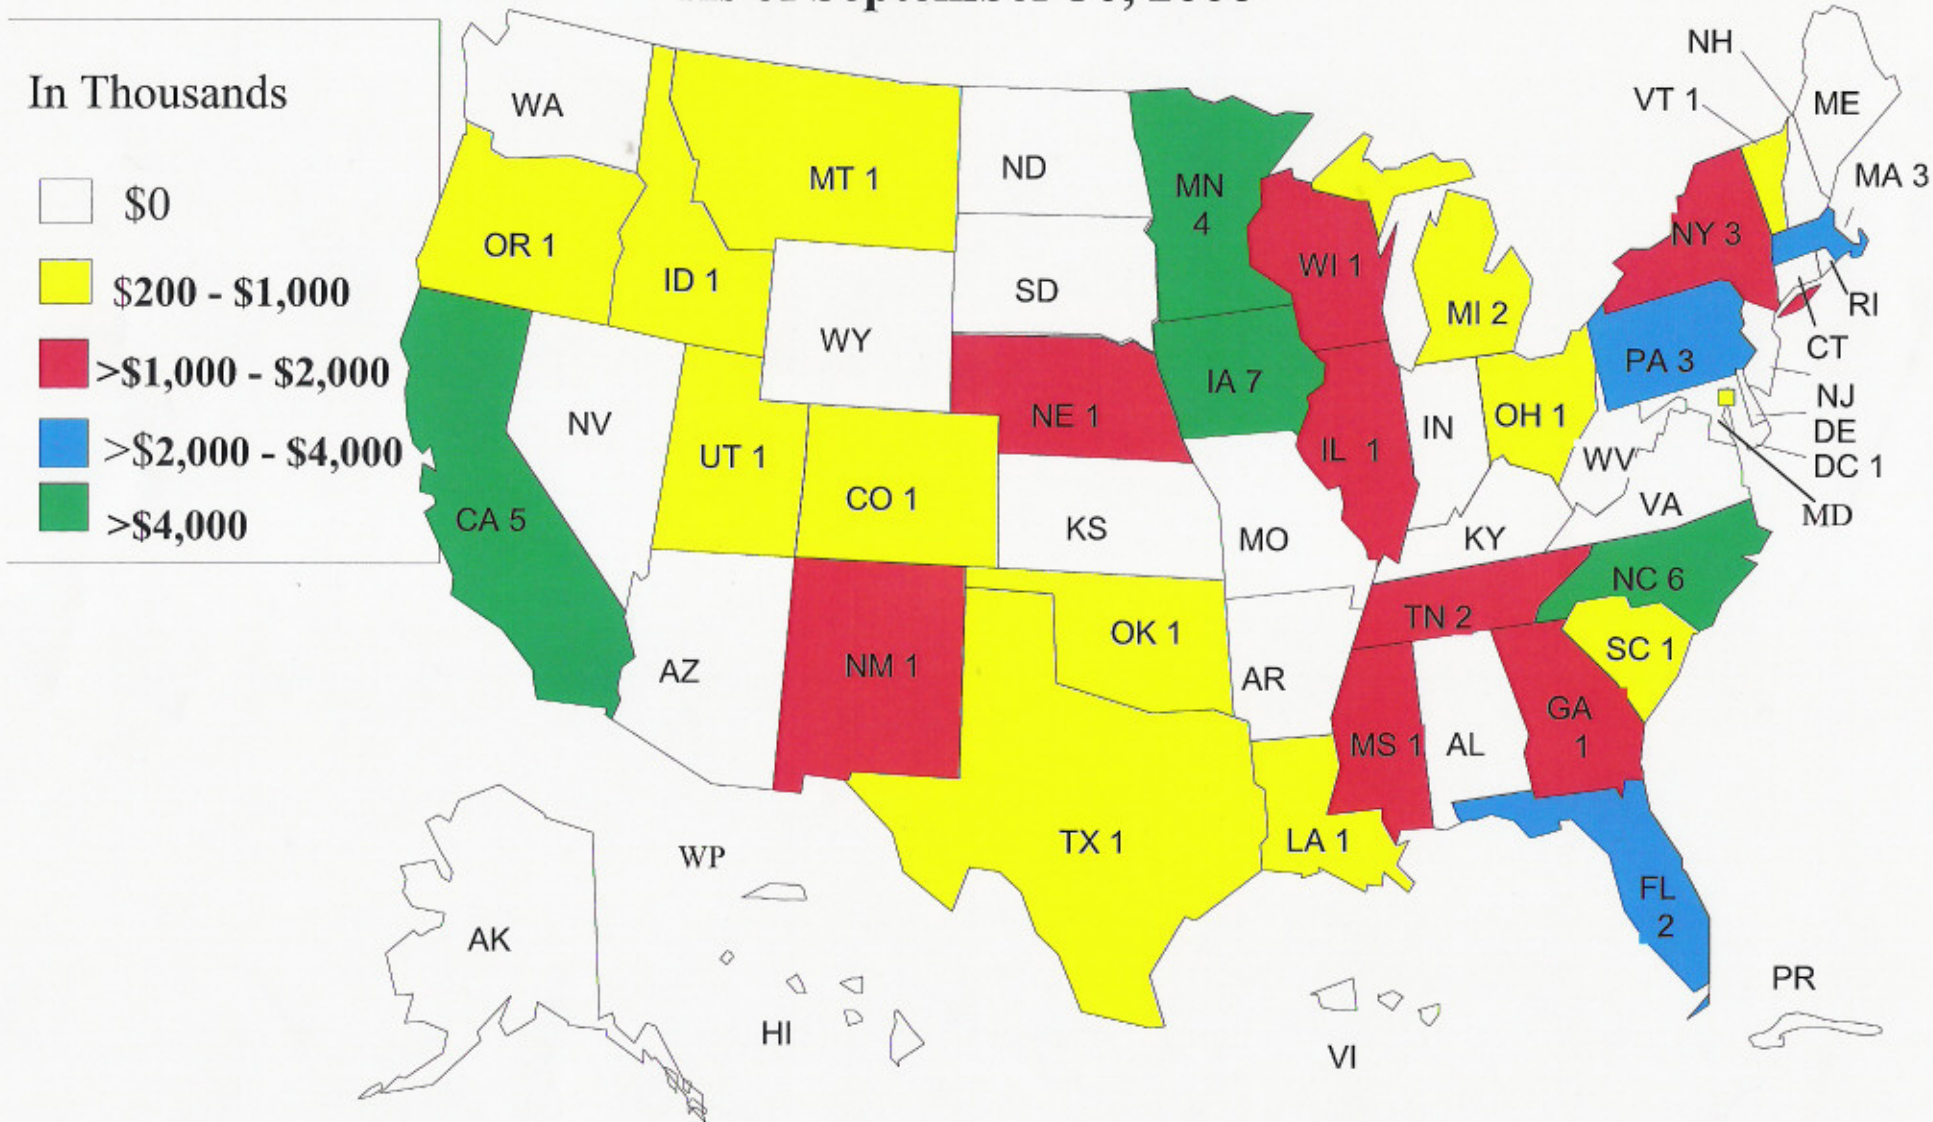 In Thousands
$0
$200 - $1,000
>$1,000 - $2,000
>$2,000 - $4,000
>$4,000
WA
OR 1
ID 1
MT 1
ND
MN
4
WI 1
SD
WY
CA 5
NV
UT 1
CO 1
NE 1
IA 7
KS
MO
IL 1
IN
MI 2
OH 1
PA 3
NY 3
NH
VT 1
ME
MA 3
RI
CT
NJ
DE
DC 1
MD
WV
VA
KY
TN 2
NC 6
SC 1
GA
1
AL
MS 1
AR
LA 1
OK 1
TX 1
NM 1
AZ
FL
2
WP
AK
HI
VI
PR